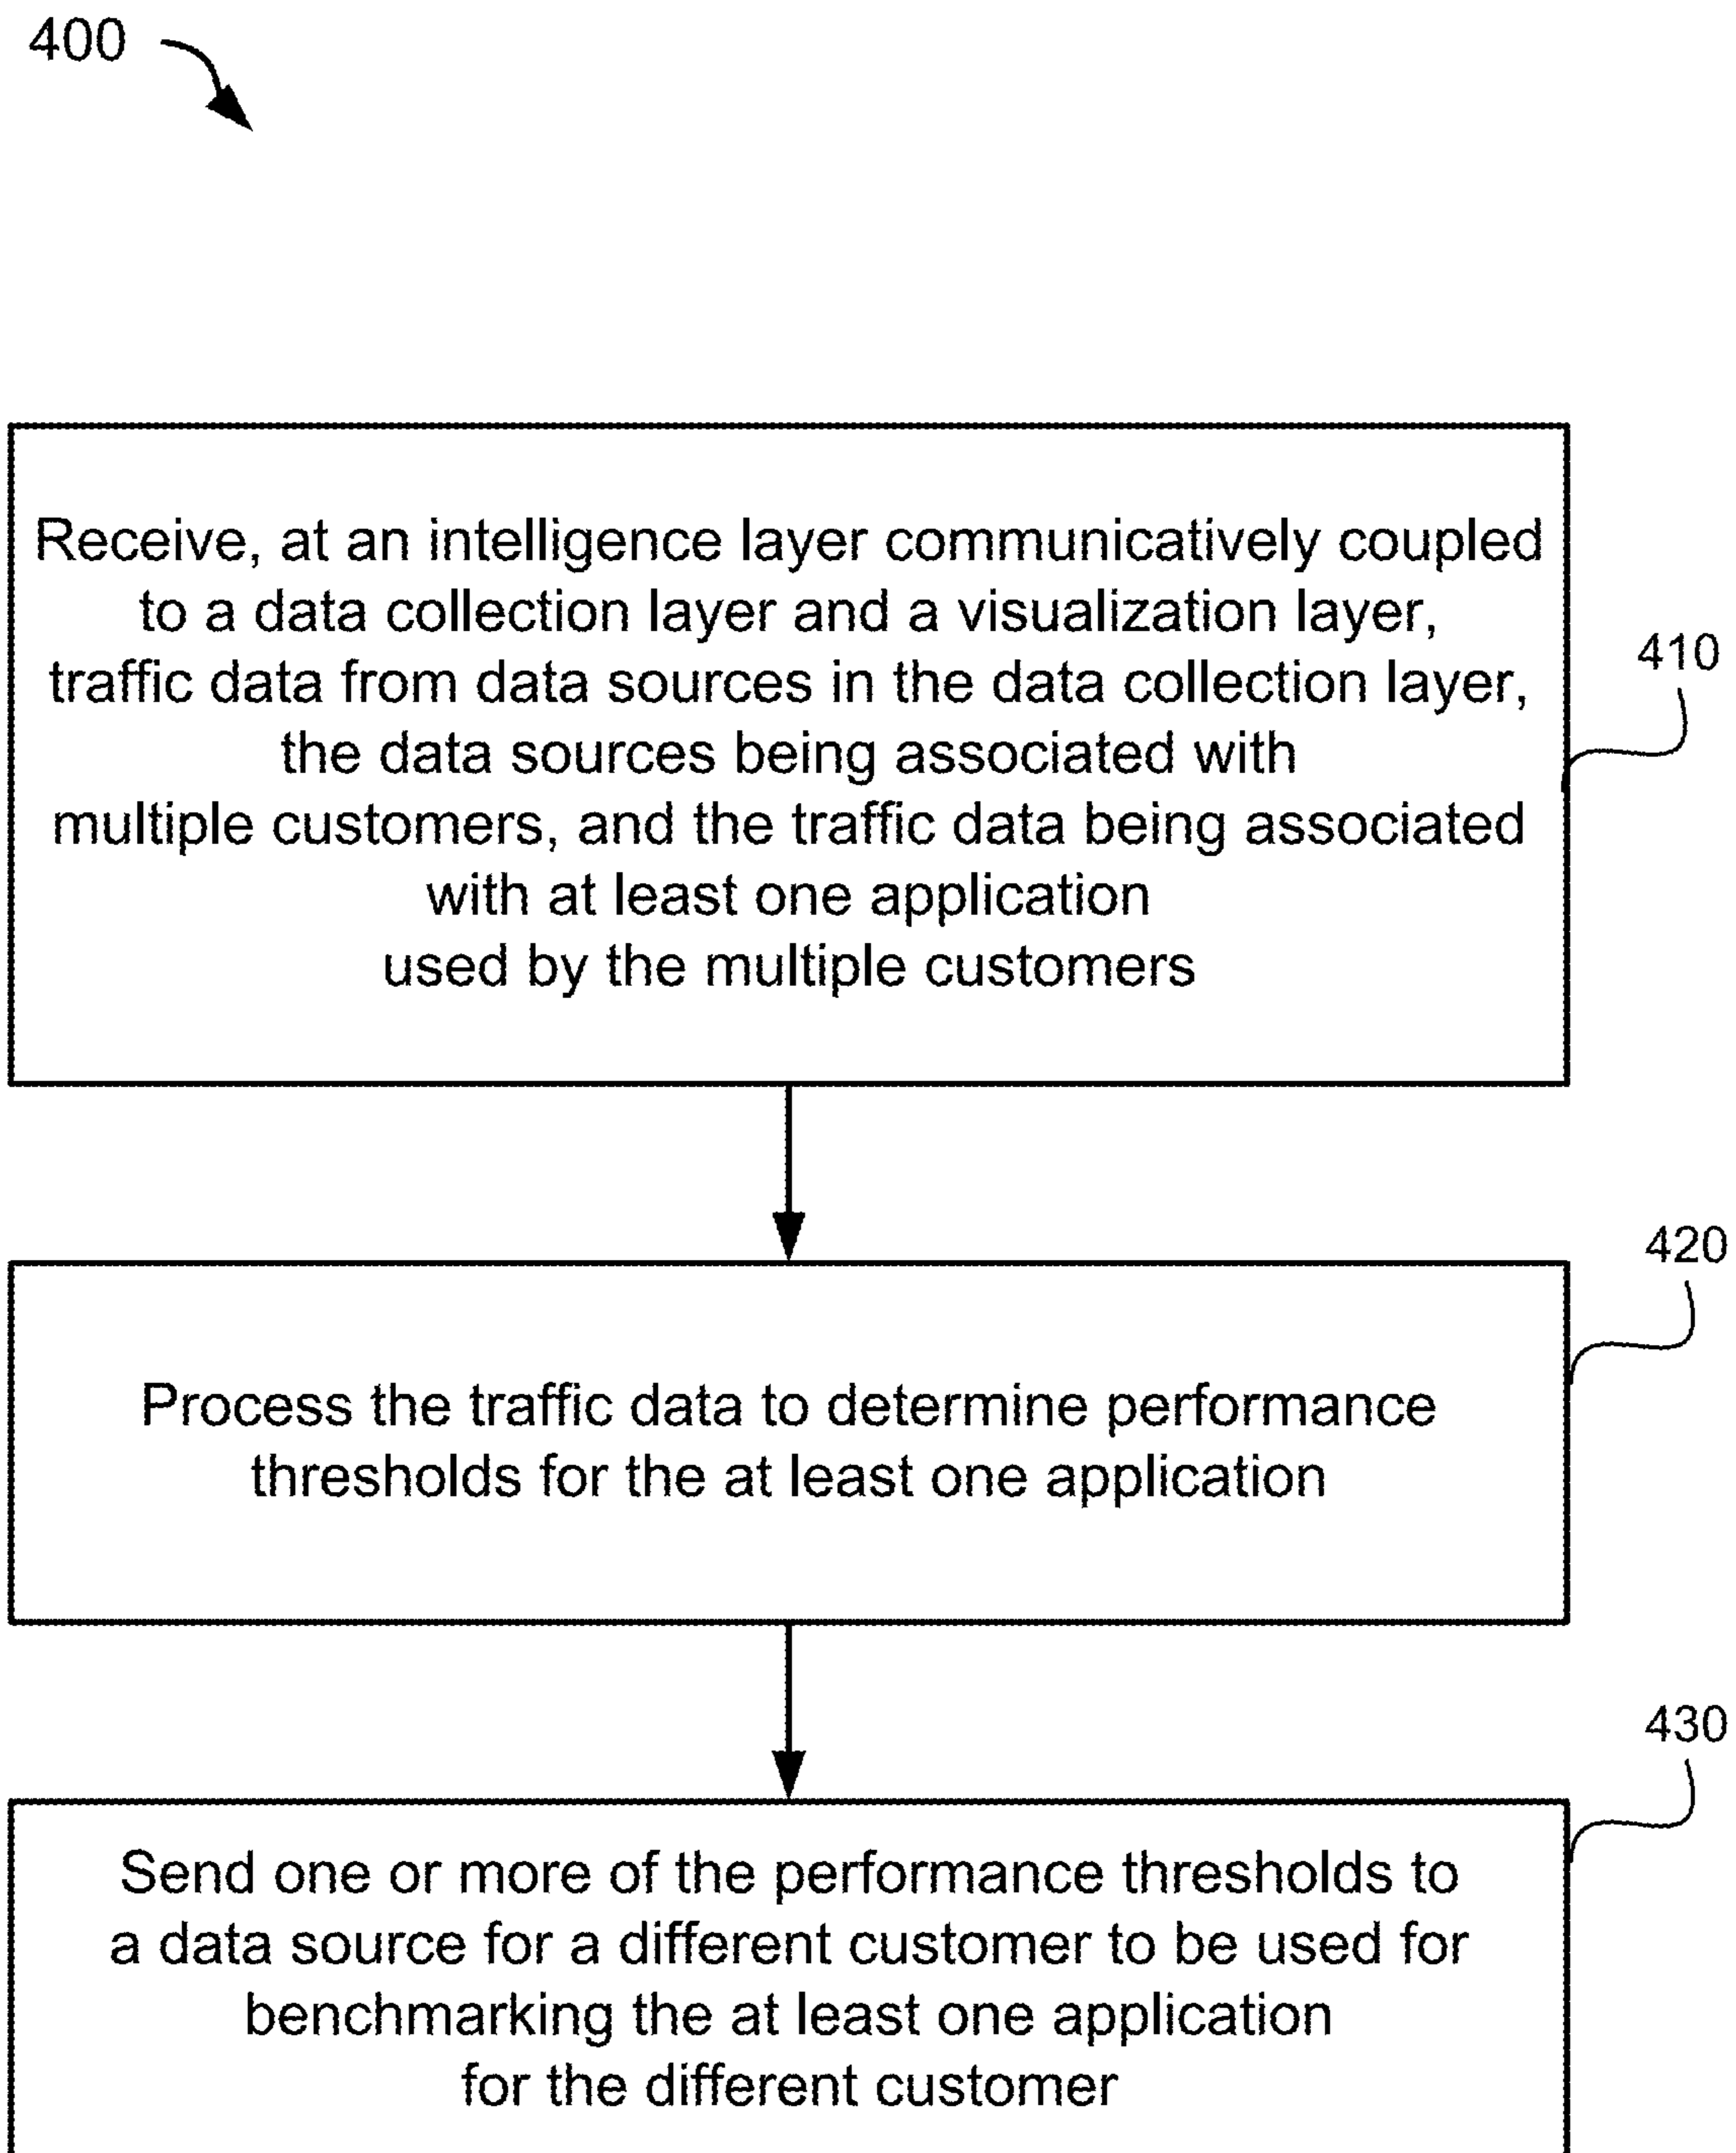 400
Receive, at an intelligence layer communicatively coupled
to a data collection layer and a visualization layer,
traffic data from data sources in the data collection layer,
the data sources being associated with
multiple customers, and the traffic data being associated
with at least one application
used by the multiple customers
410
420
Process the traffic data to determine performance
thresholds for the at least one application
430
Send one or more of the performance thresholds to
a data source for a different customer to be used for
benchmarking the at least one application
for the different customer